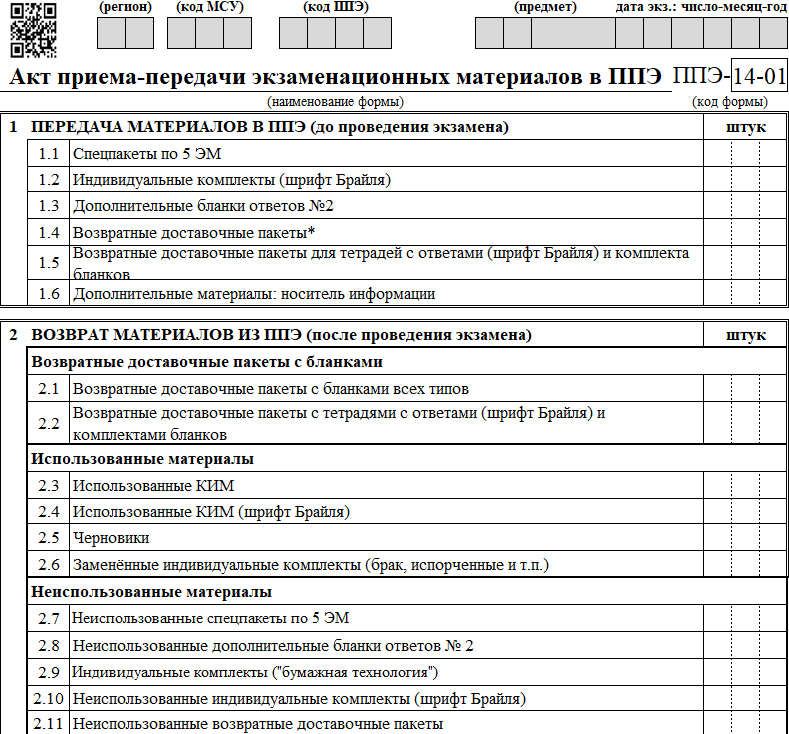 (регион) (код МСУ) (код ППЭ) (предмет) дата экз.: число-месяц-год
Акт приема-передачи экзаменационных материалов в ППЭ ППЭ-14-01
(наименование формы) (код формы)
1 ПЕРЕДАЧА МАТЕРИАЛОВ В ППЭ (до проведения экзамена) штук
1.1 Спецпакеты по 5 ЭМ
1.2 Индивидуальные комплекты (шрифт Брайля)
1.3 Дополнительные бланки ответов №2
1.4 Возвратные доставочные пакеты*
1.5 Возвратные доставочные пакеты для тетрадей с ответами (шрифт Брайля) и комплекта
бланков
1.6 Дополнительные материалы: носитель информации
2 ВОЗВРАТ МАТЕРИАЛОВ ИЗ ППЭ (после проведения экзамена) штук
Возвратные доставочные пакеты с бланками
2.1 Возвратные доставочные пакеты с бланками всех типов
2.2 Возвратные доставочные пакеты с тетрадями с ответами (шрифт Брайля) и
комплектами бланков
Использованные материалы
2.3 Использованные КИМ
2.4 Использованные КИМ (шрифт Брайля)
2.5 Черновики
2.6 Заменённые индивидуальные комплекты (брак, испорченные и т.п.)
Неиспользованные материалы
2.7 Неиспользованные спецпакеты по 5 ЭМ
2.8 Неиспользованные дополнительные бланки ответов № 2
2.9 Индивидуальные комплекты ("бумажная технология")
2.10 Неиспользованные индивидуальные комплекты (шрифт Брайля)
2.11 Неиспользованные возвратные доставочные пакеты